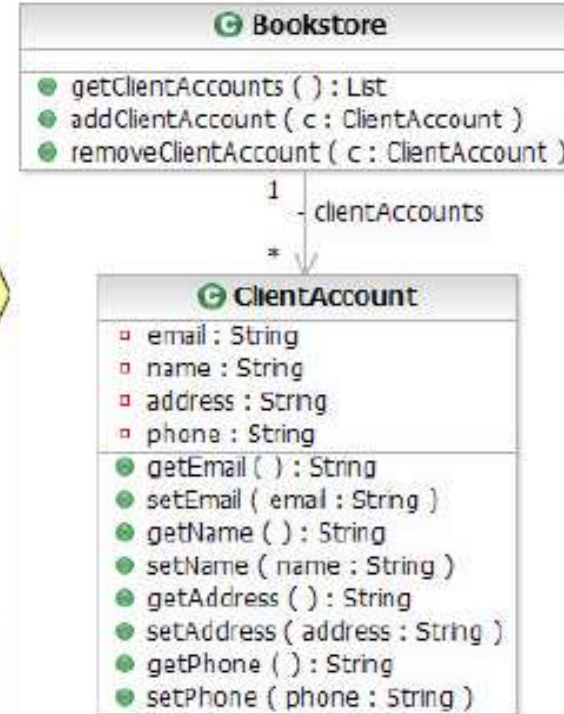 Bookstore
getClientAccounts ( ) : List
addClientAccount ( c : ClientAccount )
removeClientAccount ( c : ClientAccount )
1
- clientAccounts
*
ClientAccount
email : String
name : String
address : String
phone : String
getEmail ( ) : String
setEmail ( email : String )
getName ( ) : String
setName ( name : String )
getAddress ( ) : String
setAddress ( address : String )
getPhone ( ) : String
setPhone ( phone : String )